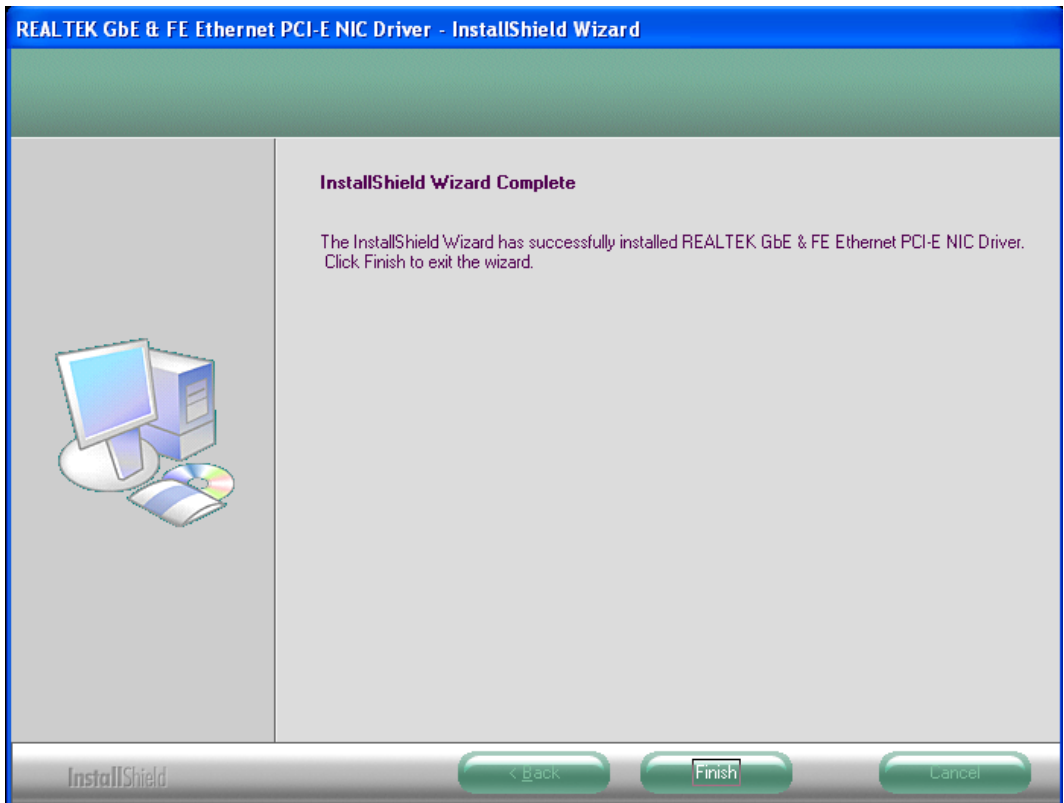 REALTEK GbE & FE Ethernet PCI-E NIC Driver - InstallShield Wizard
InstallShield Wizard Complete
The InstallShield Wizard has successfully installed REALTEK GbE & FE Ethernet PCI-E NIC Driver.
Click Finish to exit the wizard.
InstallShield
< Back
Finish
Cancel